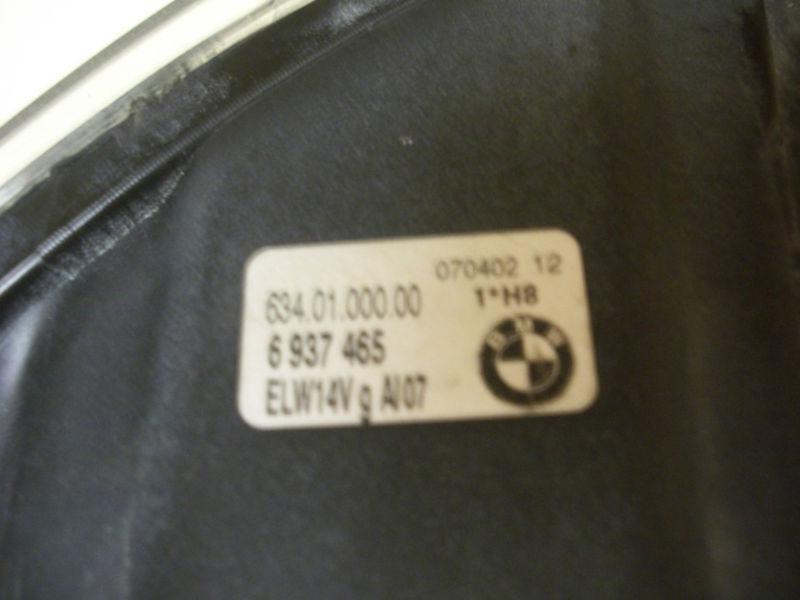 070402 12
1*H8
634.01.000.00
6 937 465
ELW14V g AI 07
BMW